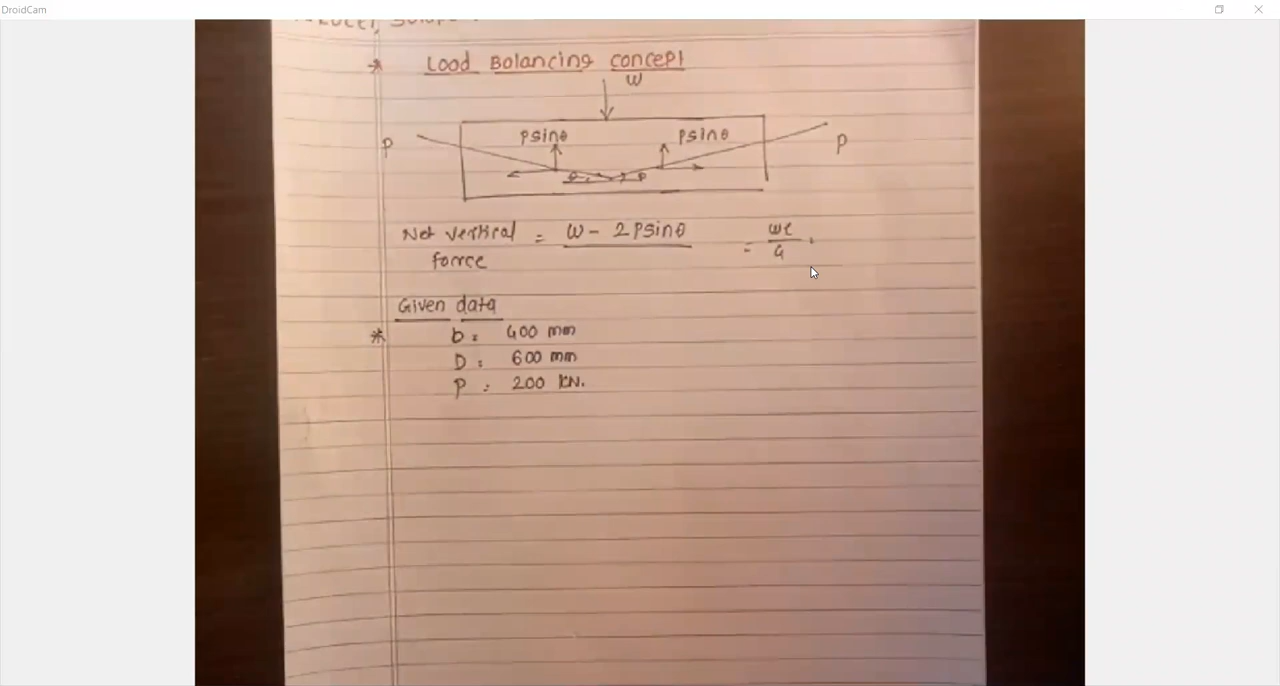 DroidCam
* Load Balancing concept
W
P Psinθ Psinθ P
θ θ
Net vertical = W - 2Psinθ = wl/4
force
Given data
* b = 400 mm
D = 600 mm
P = 200 KN.